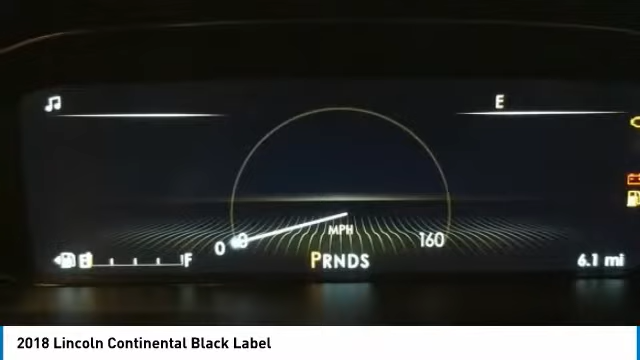 E
0
MPH
160
E
F
PRNDS
6.1 mi
2018 Lincoln Continental Black Label